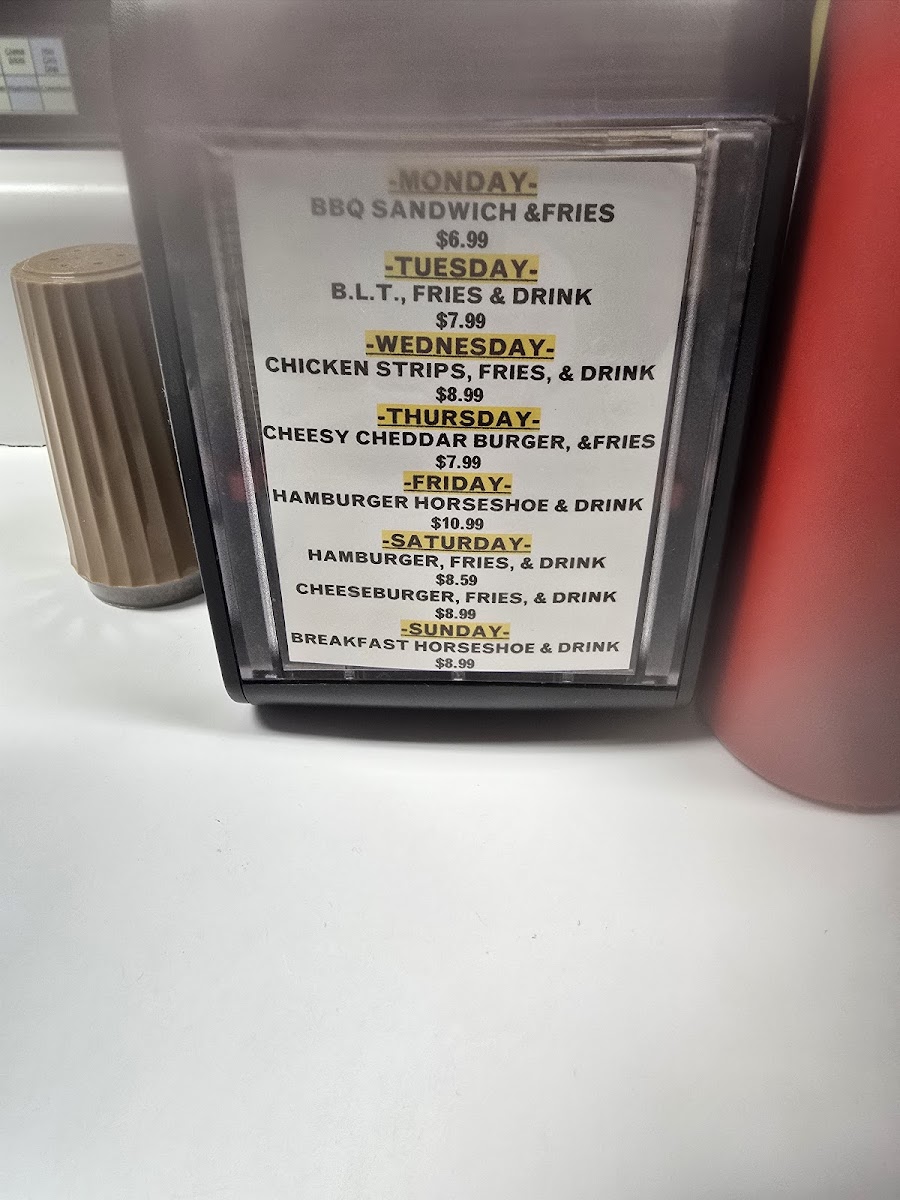 -MONDAY-
BBQ SANDWICH &FRIES
$6.99
-TUESDAY-
B.L.T., FRIES & DRINK
$7.99
-WEDNESDAY-
CHICKEN STRIPS, FRIES, & DRINK
$8.99
-THURSDAY-
CHEESY CHEDDAR BURGER, &FRIES
$7.99
-FRIDAY-
HAMBURGER HORSESHOE & DRINK
$10.99
-SATURDAY-
HAMBURGER, FRIES, & DRINK
$8.59
CHEESEBURGER, FRIES, & DRINK
$8.99
-SUNDAY-
BREAKFAST HORSESHOE & DRINK
$8.99